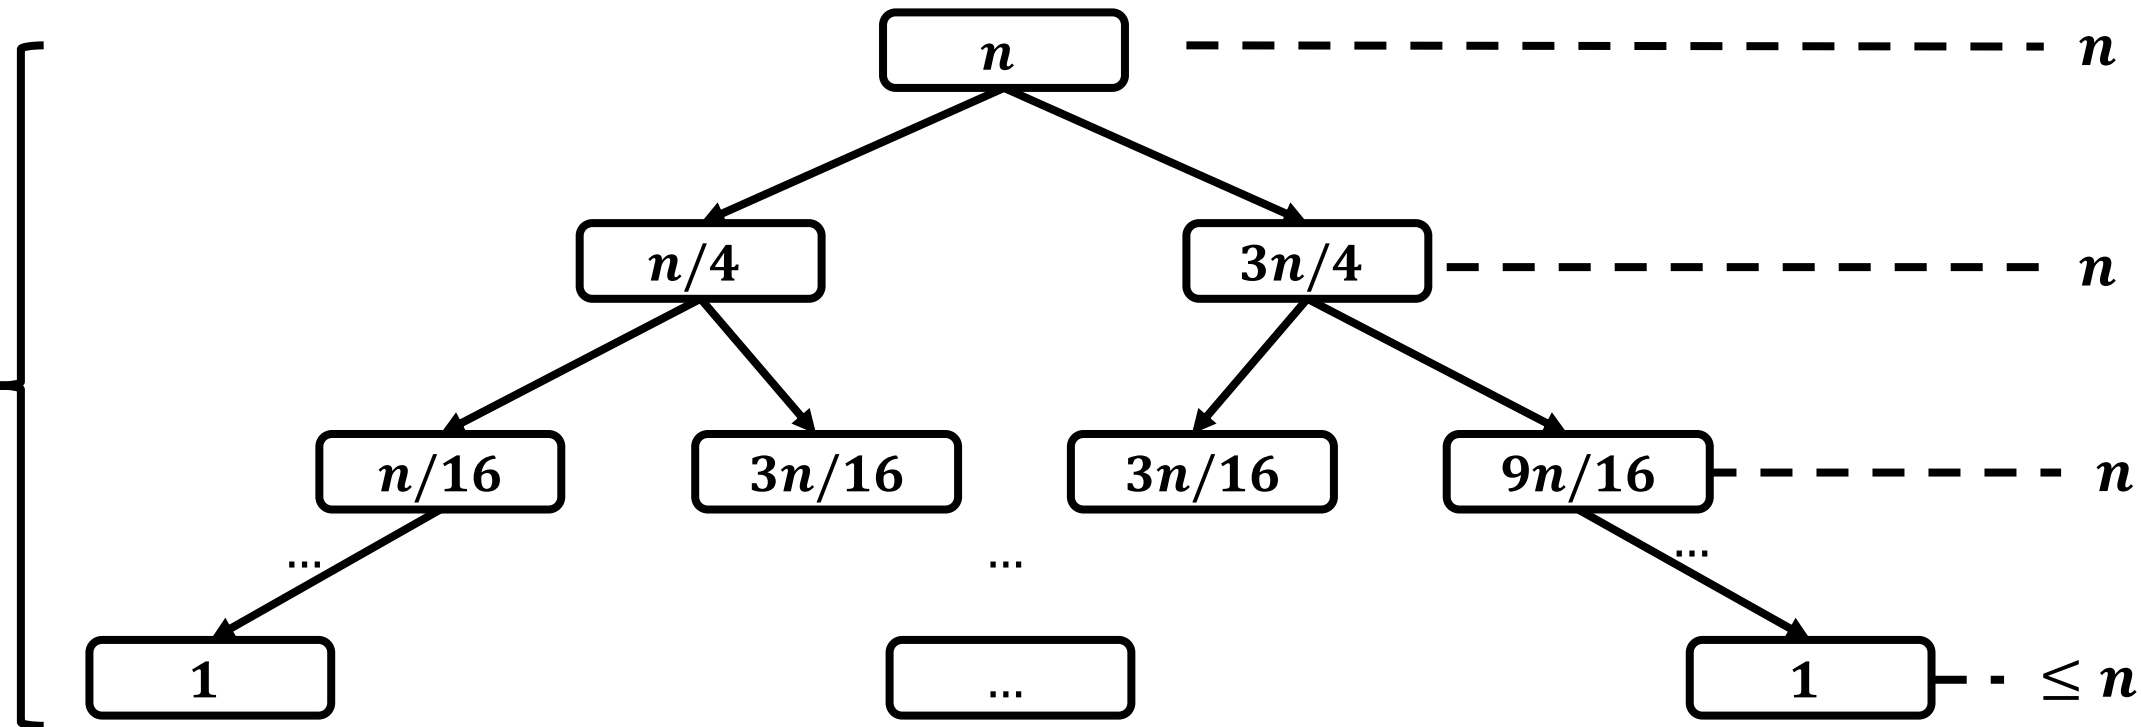 n n
n/4 3n/4 n
n/16 3n/16 3n/16 9n/16 n
... ... ...
1 ... 1 ≤ n